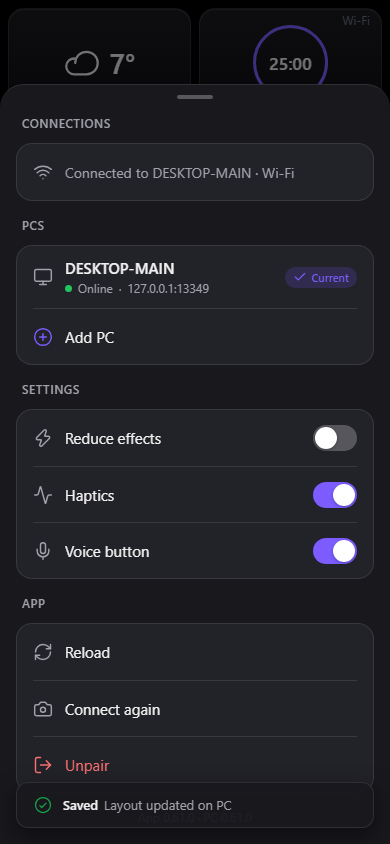 Wi-Fi
7°
25:00
CONNECTIONS
Connected to DESKTOP-MAIN · Wi-Fi
PCS
DESKTOP-MAIN
Current
Online · 127.0.0.1:13349
Add PC
SETTINGS
Reduce effects
Haptics
Voice button
APP
Reload
Connect again
Unpair
Saved Layout updated on PC